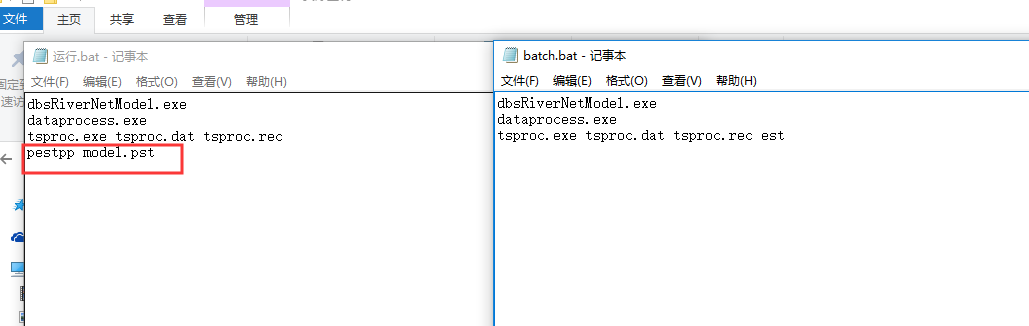 文件
主页
共享
查看
管理
运行.bat - 记事本
文件(F) 编辑(E) 格式(O) 查看(V) 帮助(H)
dbsRiverNetModel.exe
dataprocess.exe
tsproc.exe tsproc.dat tsproc.rec
pestpp model.pst
batch.bat - 记事本
文件(F) 编辑(E) 格式(O) 查看(V) 帮助(H)
dbsRiverNetModel.exe
dataprocess.exe
tsproc.exe tsproc.dat tsproc.rec est
固定到
速访